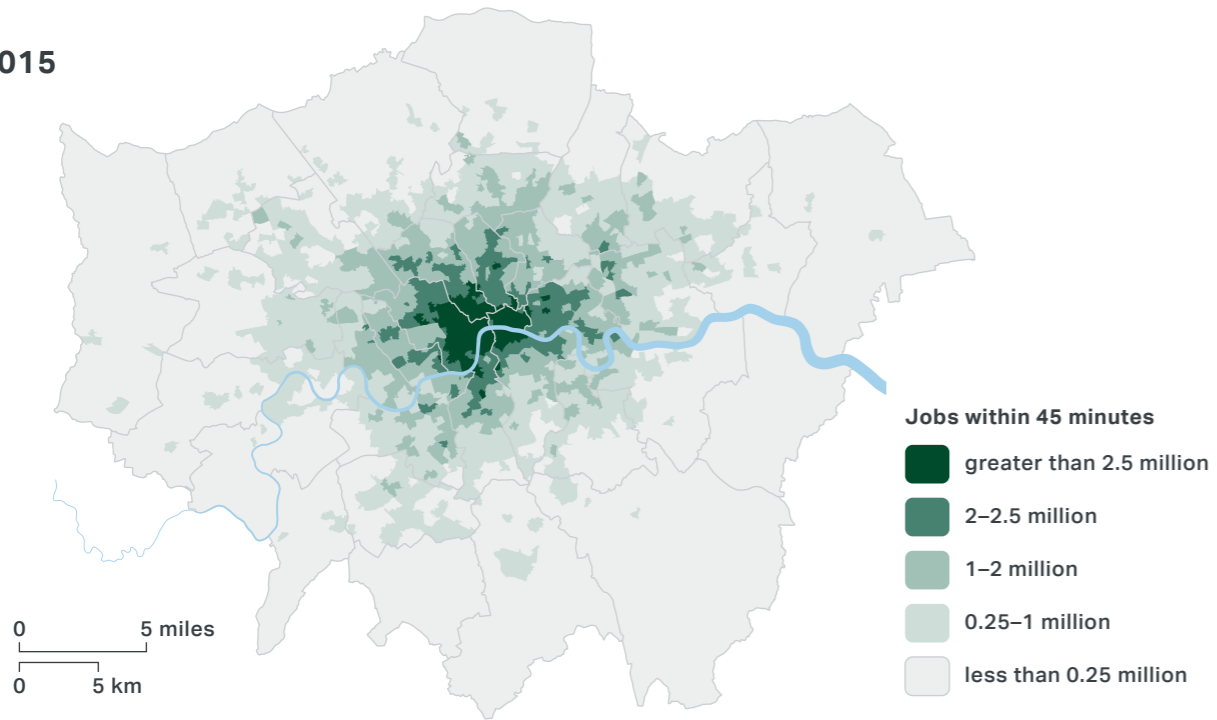 015
Jobs within 45 minutes
greater than 2.5 million
2–2.5 million
1–2 million
0.25–1 million
less than 0.25 million
0 5 miles
0 5 km